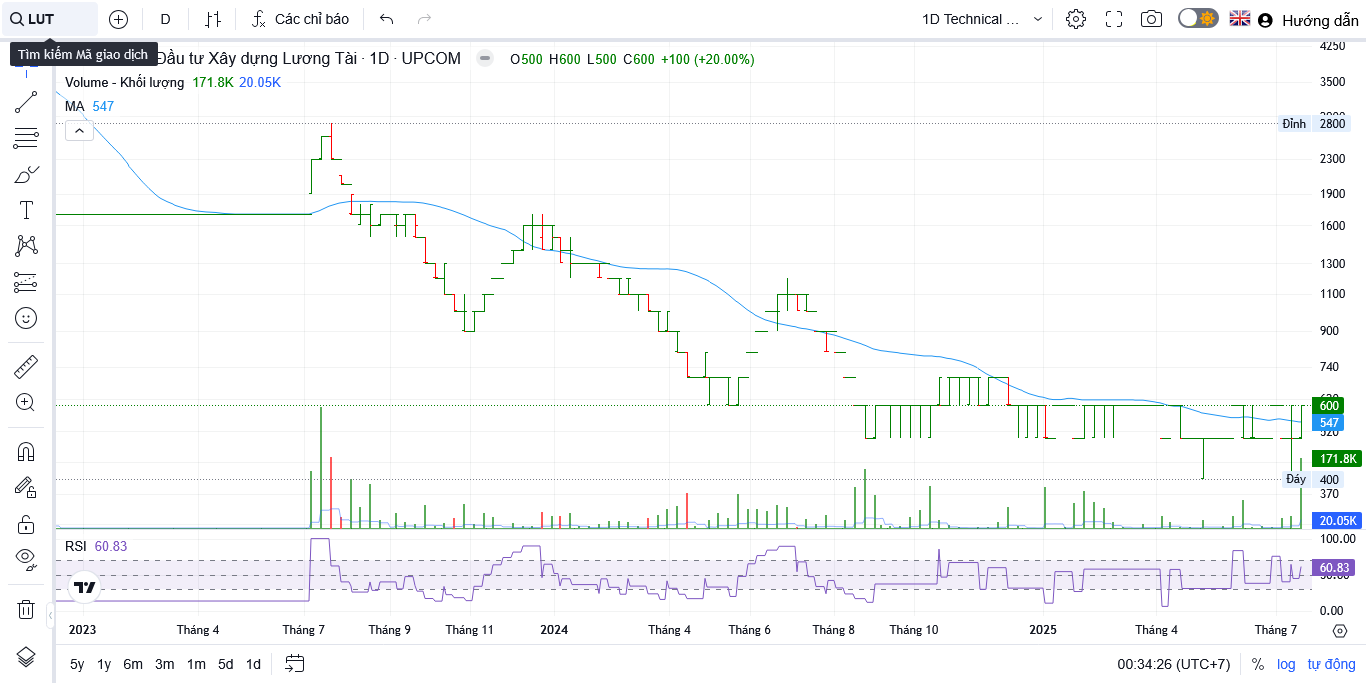 LUT
D
Các chỉ báo
1D Technical ...
Hướng dẫn
Tìm kiếm Mã giao dịch
Đầu tư Xây dựng Lương Tài · 1D · UPCOM
O500 H600 L500 C600 +100 (+20.00%)
Volume - Khối lượng 171.8K 20.05K
MA 547
4250
3500
Đỉnh 2800
2300
1900
1600
1300
1100
900
740
600
547
520
171.8K
Đáy 400
370
20.05K
RSI 60.83
100.00
60.83
50.00
0.00
2023 Tháng 4 Tháng 7 Tháng 9 Tháng 11 2024 Tháng 4 Tháng 6 Tháng 8 Tháng 10 2025 Tháng 4 Tháng 7
5y 1y 6m 3m 1m 5d 1d
00:34:26 (UTC+7) % log tự động